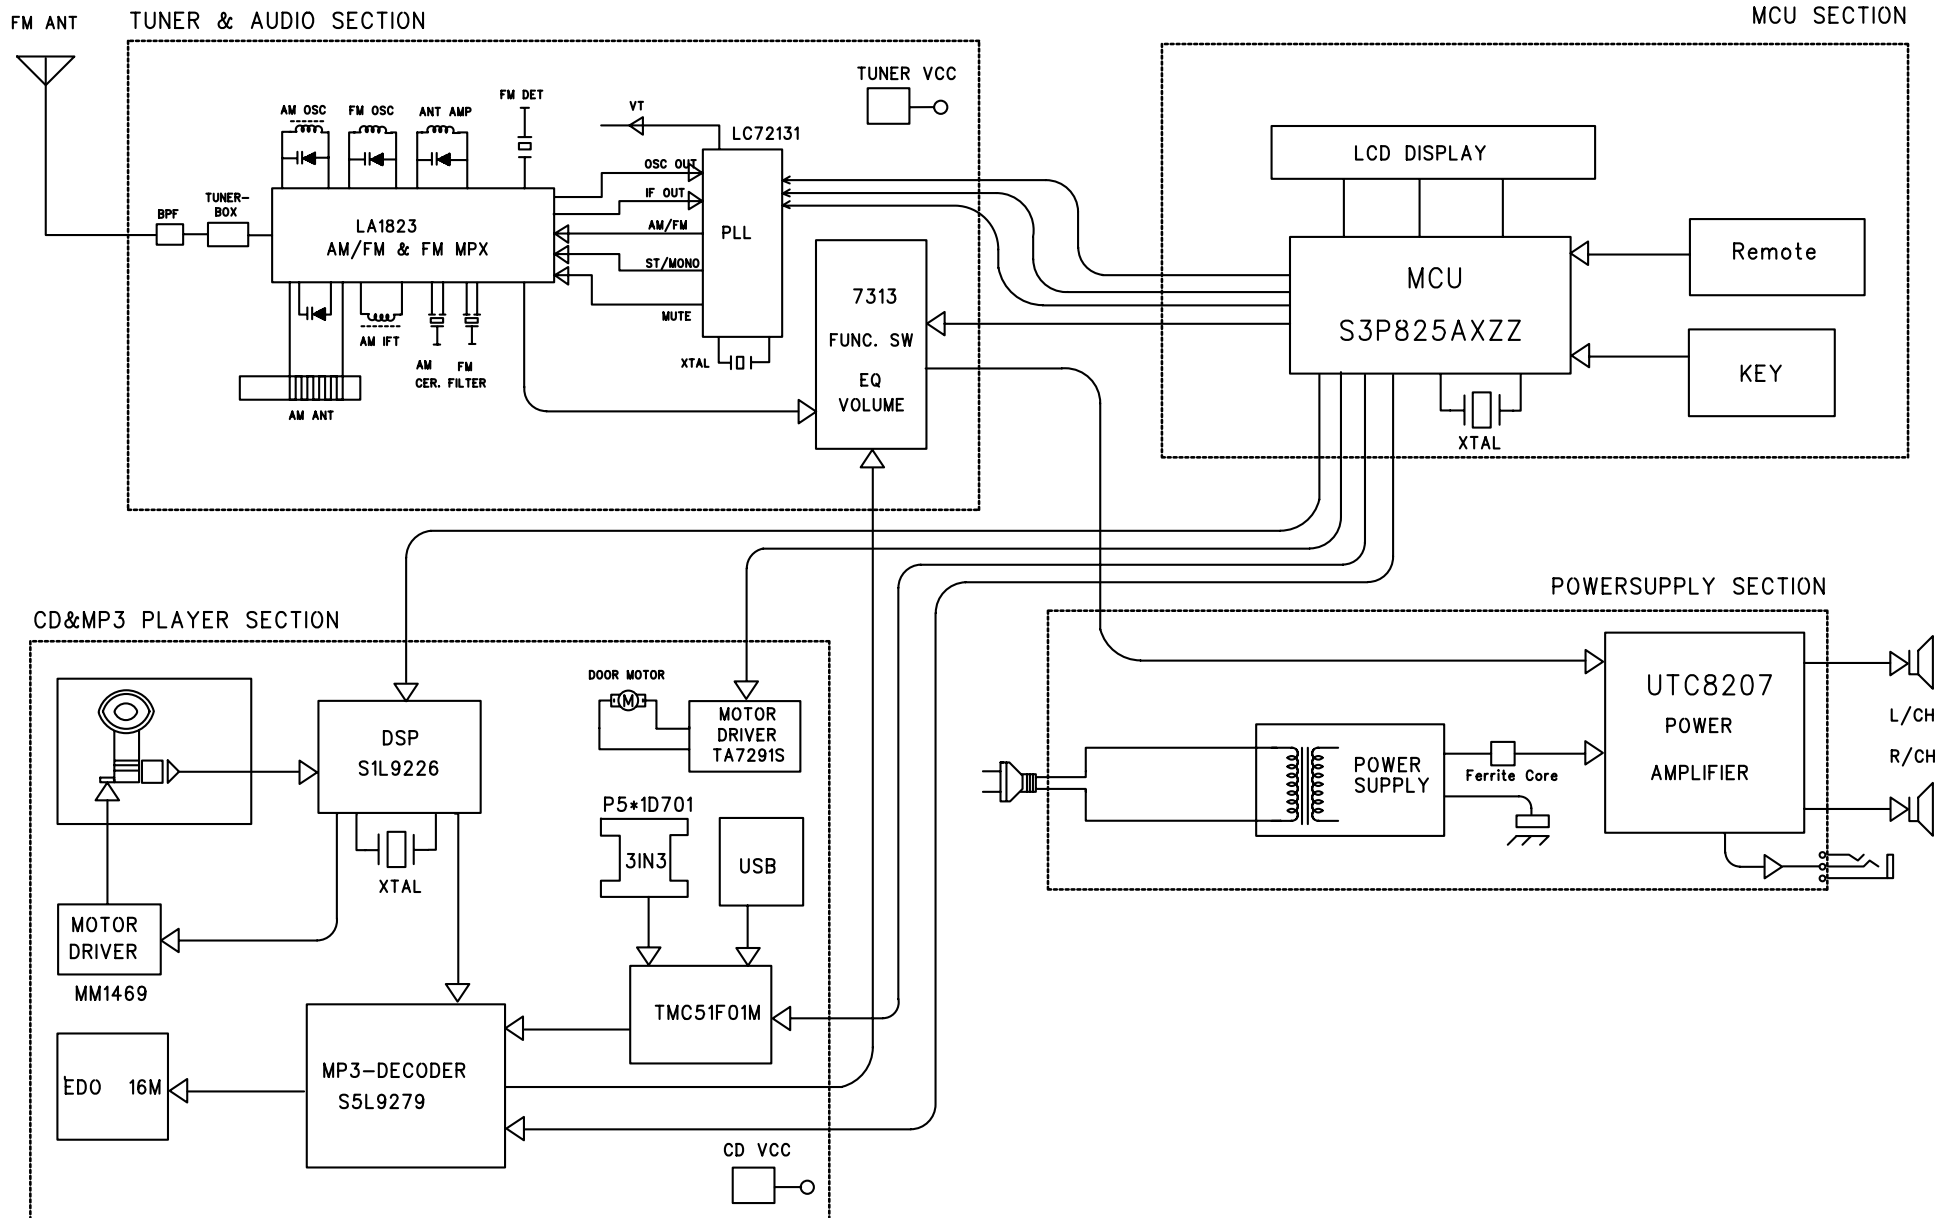 FM ANT
TUNER & AUDIO SECTION
MCU SECTION
TUNER VCC
AM OSC
FM OSC
ANT AMP
FM DET
VT
LC72131
OSC OUT
IF OUT
AM/FM
ST/MONO
MUTE
PLL
XTAL
BPF
TUNER-
BOX
LA1823
AM/FM & FM MPX
AM IFT
AM
FM
CER. FILTER
AM ANT
7313
FUNC. SW
EQ
VOLUME
LCD DISPLAY
MCU
S3P825AXZZ
Remote
KEY
XTAL
CD&MP3 PLAYER SECTION
DSP
S1L9226
XTAL
DOOR MOTOR
M
MOTOR
DRIVER
TA7291S
P5*1D701
3IN3
USB
MOTOR
DRIVER
MM1469
TMC51F01M
EDO 16M
MP3-DECODER
S5L9279
CD VCC
POWERSUPPLY SECTION
POWER
SUPPLY
Ferrite Core
UTC8207
POWER
AMPLIFIER
L/CH
R/CH